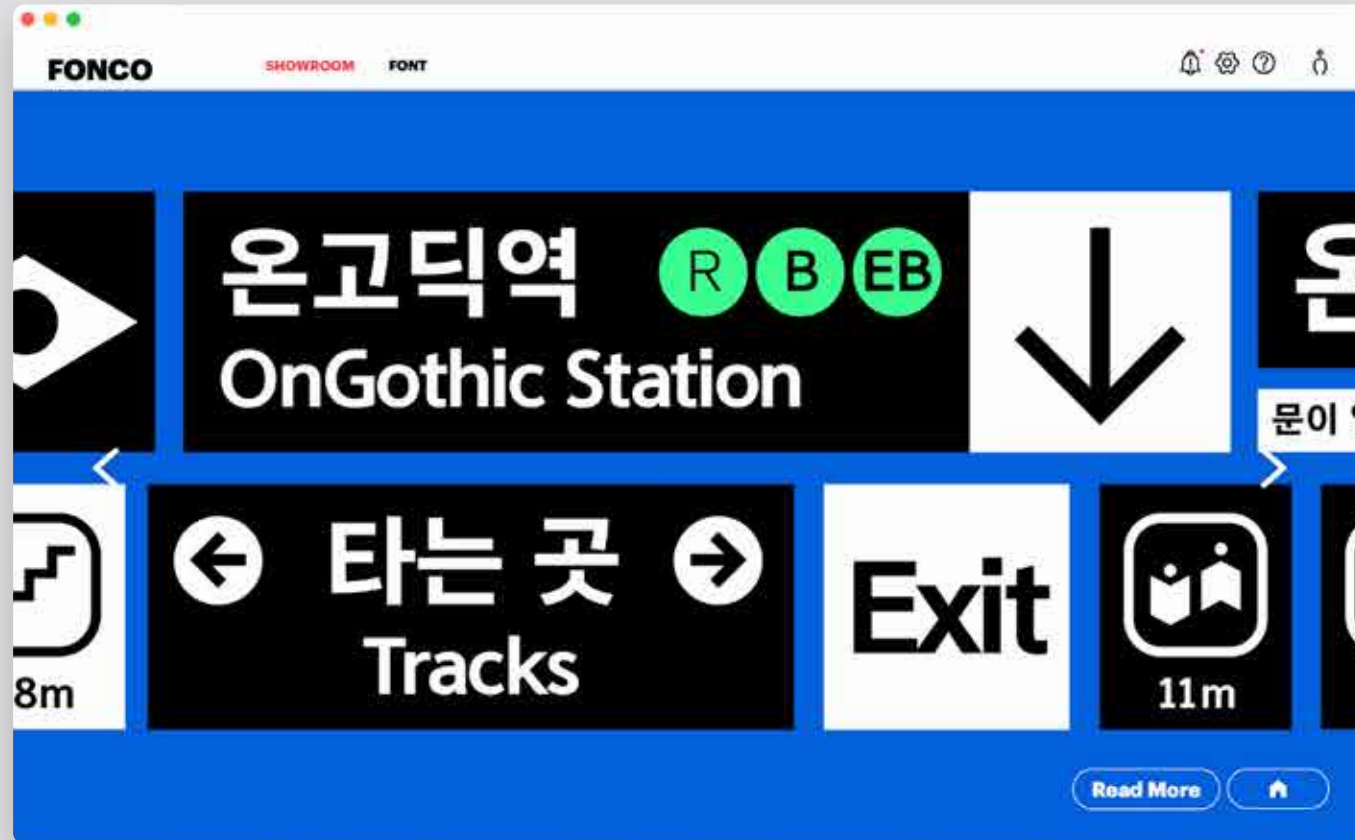 FONCO
SHOWROOM FONT
온고딕역 R B EB
OnGothic Station
문이
8m
타는 곳
Tracks
Exit
11m
Read More